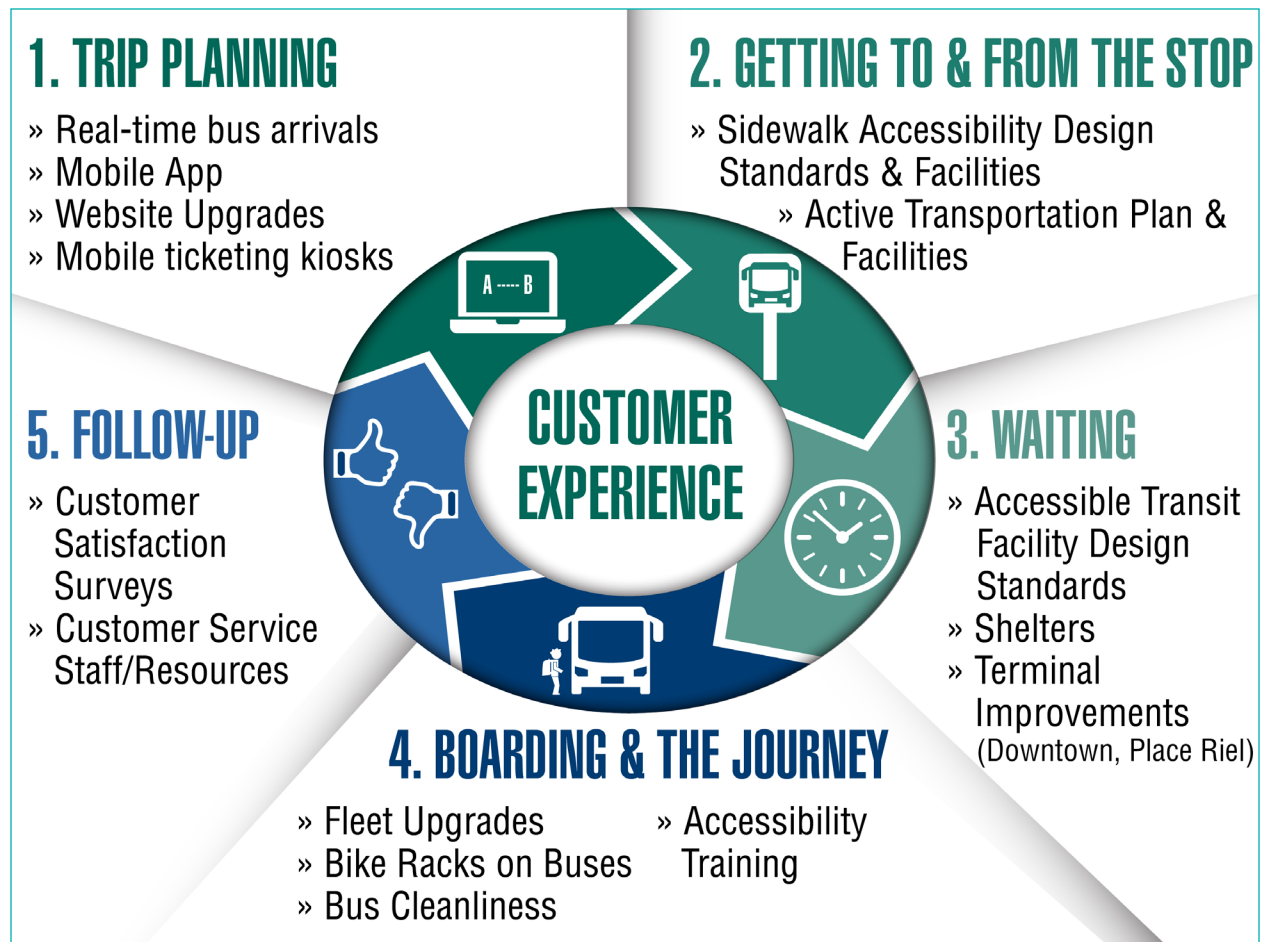 1. TRIP PLANNING
» Real-time bus arrivals
» Mobile App
» Website Upgrades
» Mobile ticketing kiosks
2. GETTING TO & FROM THE STOP
» Sidewalk Accessibility Design
Standards & Facilities
» Active Transportation Plan &
Facilities
A ----- B
CUSTOMER
EXPERIENCE
3. WAITING
» Accessible Transit
Facility Design
Standards
» Shelters
» Terminal
Improvements
(Downtown, Place Riel)
4. BOARDING & THE JOURNEY
» Fleet Upgrades
» Bike Racks on Buses
» Bus Cleanliness
» Accessibility
Training
5. FOLLOW-UP
» Customer
Satisfaction
Surveys
» Customer Service
Staff/Resources